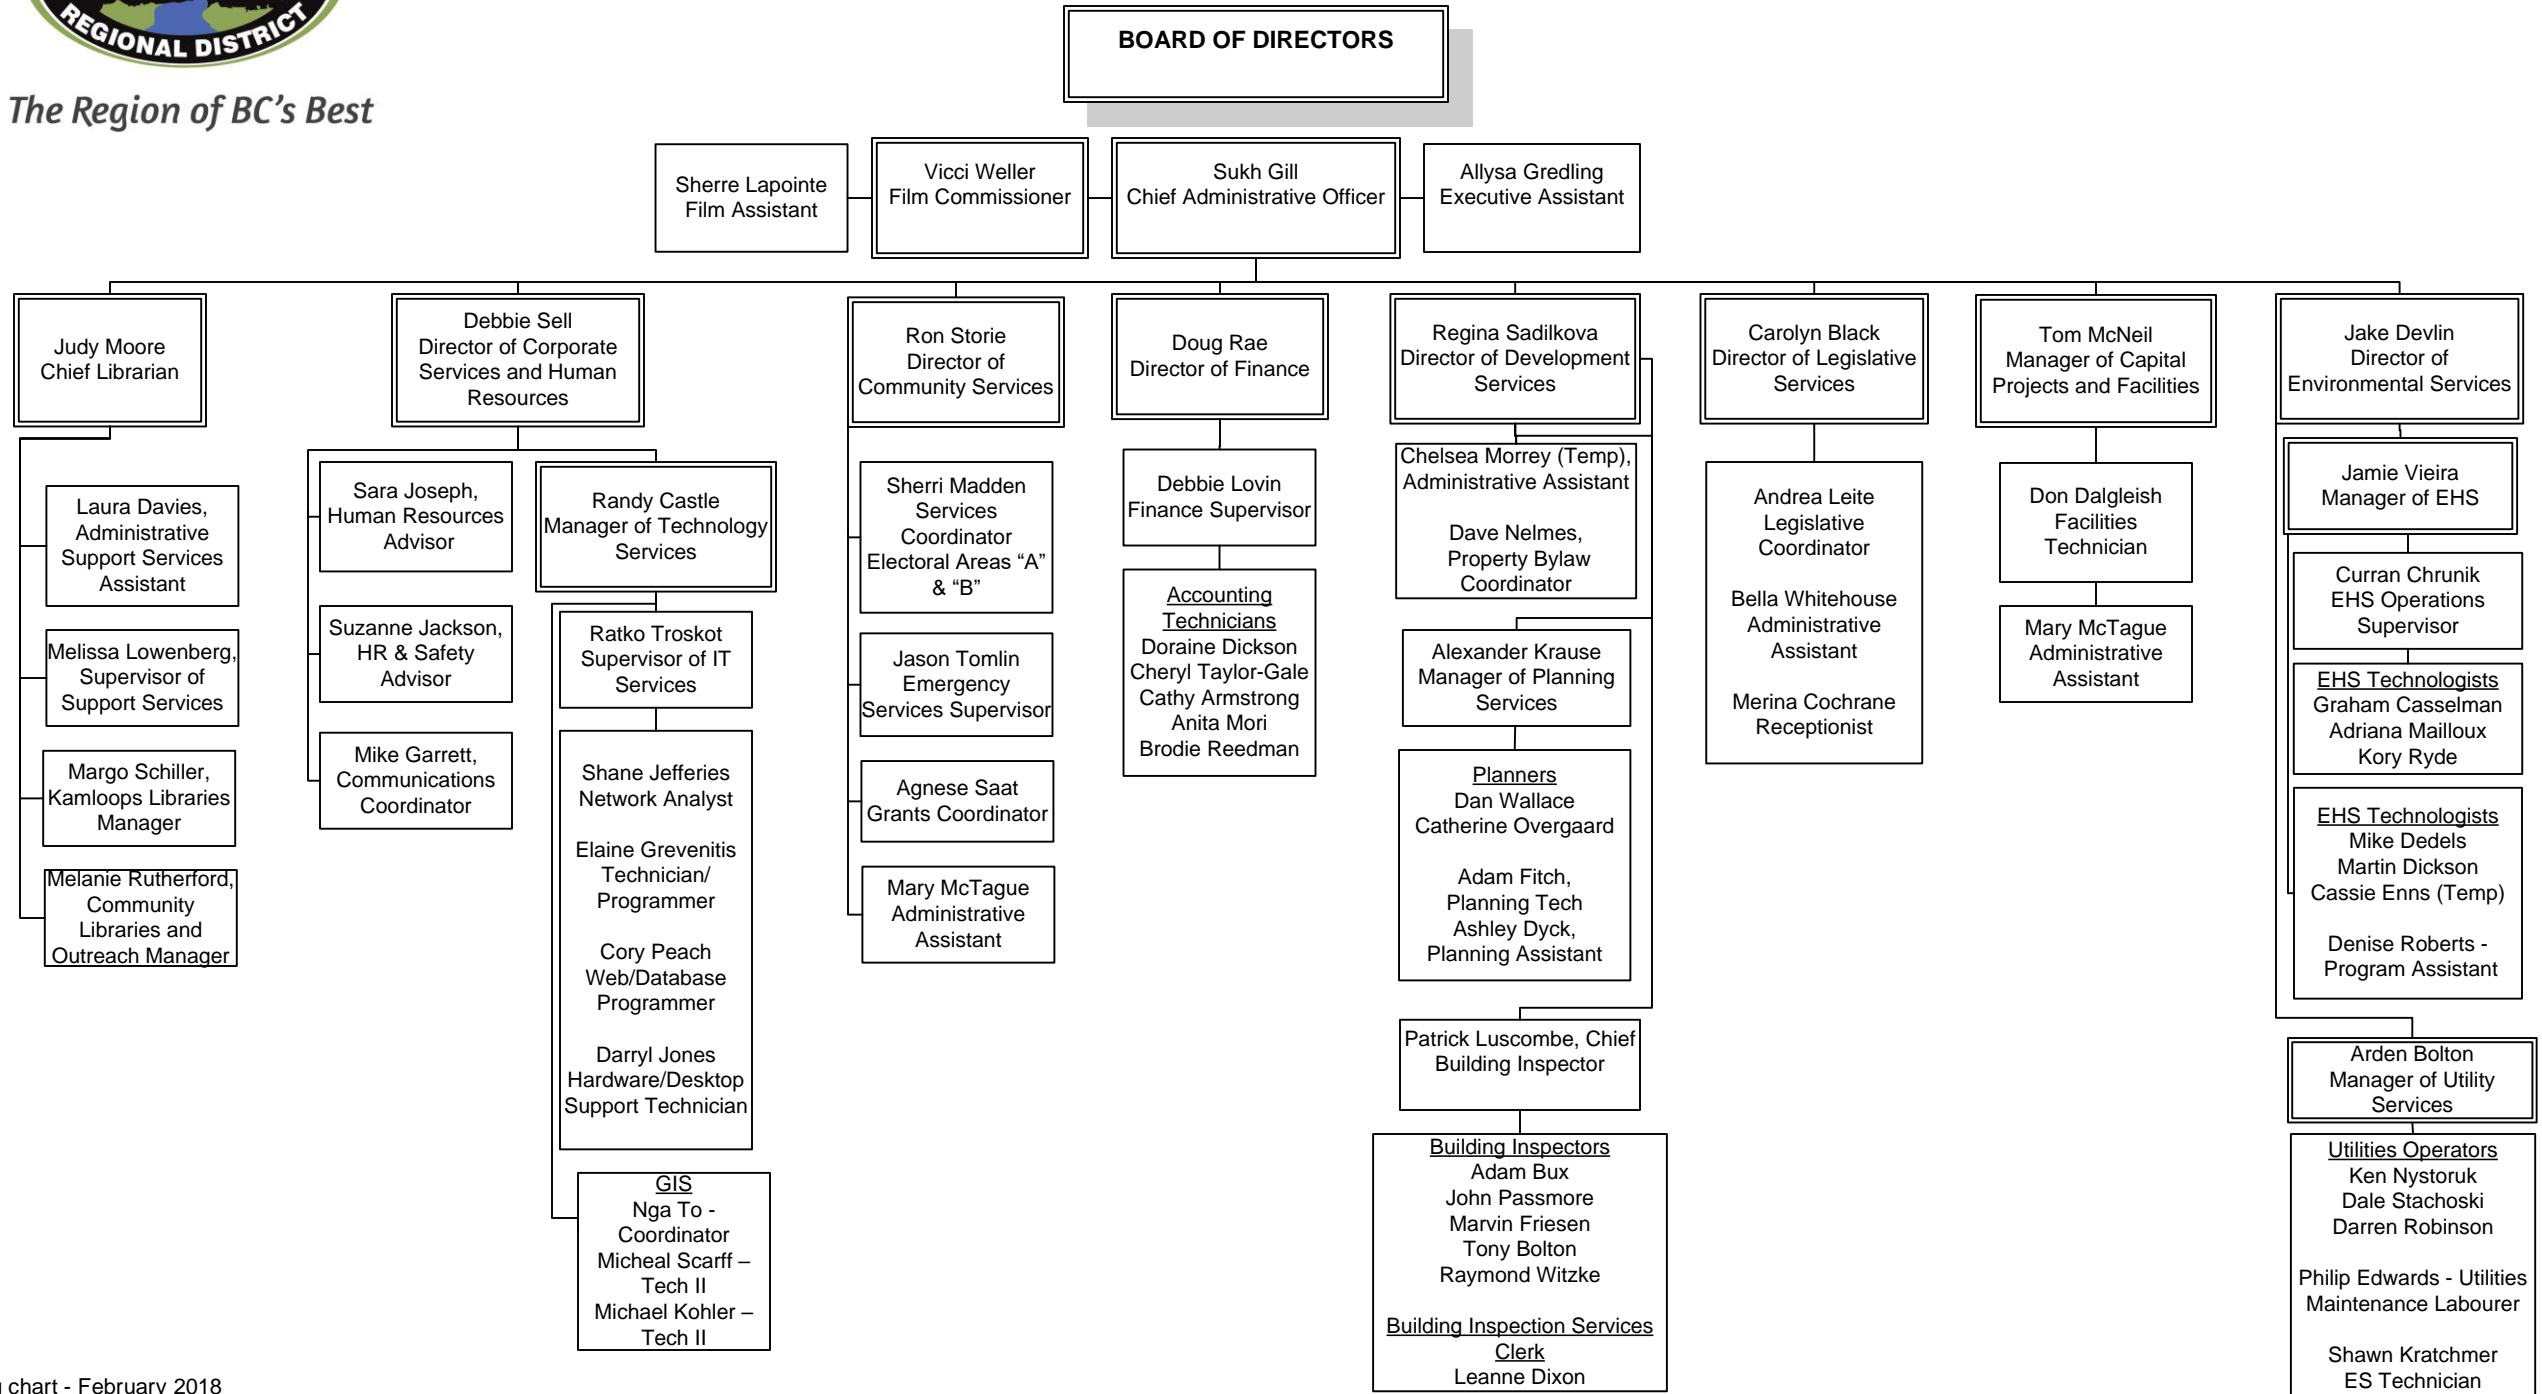 REGIONAL DISTRICT
The Region of BC's Best
BOARD OF DIRECTORS
Sherre Lapointe
Film Assistant
Vicci Weller
Film Commissioner
Sukh Gill
Chief Administrative Officer
Allysa Gredling
Executive Assistant
Judy Moore
Chief Librarian
Debbie Sell
Director of Corporate
Services and Human
Resources
Ron Storie
Director of
Community Services
Doug Rae
Director of Finance
Regina Sadilkova
Director of Development
Services
Carolyn Black
Director of Legislative
Services
Tom McNeil
Manager of Capital
Projects and Facilities
Jake Devlin
Director of
Environmental Services
Laura Davies,
Administrative
Support Services
Assistant
Melissa Lowenberg,
Supervisor of
Support Services
Margo Schiller,
Kamloops Libraries
Manager
Melanie Rutherford,
Community
Libraries and
Outreach Manager
Sara Joseph,
Human Resources
Advisor
Suzanne Jackson,
HR & Safety
Advisor
Mike Garrett,
Communications
Coordinator
Randy Castle
Manager of Technology
Services
Ratko Troskot
Supervisor of IT
Services
Shane Jefferies
Network Analyst
Elaine Grevenitis
Technician/
Programmer
Cory Peach
Web/Database
Programmer
Darryl Jones
Hardware/Desktop
Support Technician
GIS
Nga To -
Coordinator
Micheal Scarff –
Tech II
Michael Kohler –
Tech II
Sherri Madden
Services
Coordinator
Electoral Areas “A”
& “B”
Jason Tomlin
Emergency
Services Supervisor
Agnese Saat
Grants Coordinator
Mary McTague
Administrative
Assistant
Debbie Lovin
Finance Supervisor
Accounting
Technicians
Doraine Dickson
Cheryl Taylor-Gale
Cathy Armstrong
Anita Mori
Brodie Reedman
Chelsea Morrey (Temp),
Administrative Assistant
Dave Nelmes,
Property Bylaw
Coordinator
Alexander Krause
Manager of Planning
Services
Planners
Dan Wallace
Catherine Overgaard
Adam Fitch,
Planning Tech
Ashley Dyck,
Planning Assistant
Patrick Luscombe, Chief
Building Inspector
Building Inspectors
Adam Bux
John Passmore
Marvin Friesen
Tony Bolton
Raymond Witzke
Building Inspection Services
Clerk
Leanne Dixon
Andrea Leite
Legislative
Coordinator
Bella Whitehouse
Administrative
Assistant
Merina Cochrane
Receptionist
Don Dalgleish
Facilities
Technician
Mary McTague
Administrative
Assistant
Jamie Vieira
Manager of EHS
Curran Chrunik
EHS Operations
Supervisor
EHS Technologists
Graham Casselman
Adriana Mailloux
Kory Ryde
EHS Technologists
Mike Dedels
Martin Dickson
Cassie Enns (Temp)
Denise Roberts -
Program Assistant
Arden Bolton
Manager of Utility
Services
Utilities Operators
Ken Nystoruk
Dale Stachoski
Darren Robinson
Philip Edwards - Utilities
Maintenance Labourer
Shawn Kratchmer
ES Technician
chart - February 2018